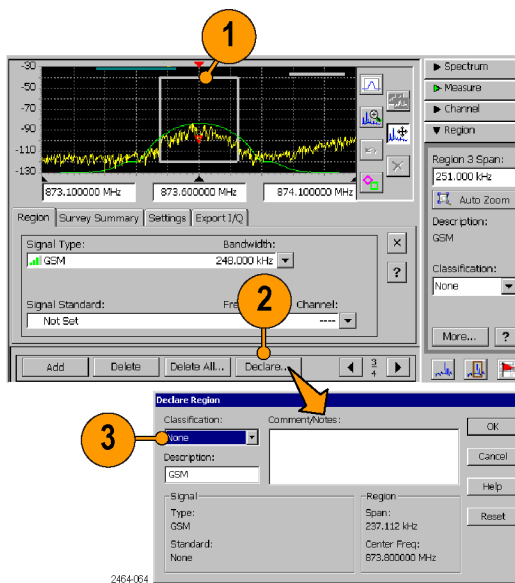 1
-30
-50
-70
-90
-110
-130
873.100000 MHz
873.600000 MHz
874.100000 MHz
Region
Survey Summary
Settings
Export I/Q
Signal Type:
Bandwidth:
GSM
248.000 kHz
×
?
Signal Standard:
Fre
Channel:
Not Set
----
2
Add
Delete
Delete All...
Declare...
3
4
Spectrum
Measure
Channel
Region
Region 3 Span:
251.000 kHz
Auto Zoom
Description:
GSM
Classification:
None
More...
?
Declare Region
Classification:
Comment/Notes:
None
3
Description:
GSM
OK
Cancel
Help
Reset
Signal
Type:
GSM
Standard:
None
Region
Span:
237.112 kHz
Center Freq:
873.800000 MHz
2464-064